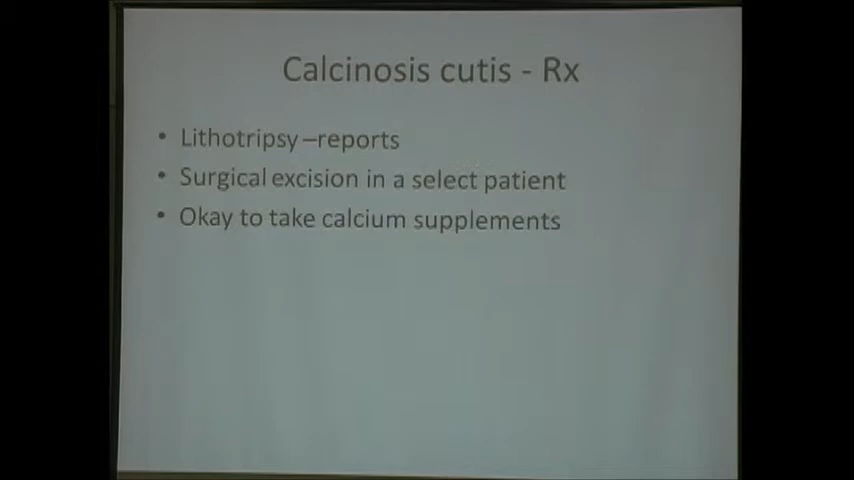 Calcinosis cutis - Rx
• Lithotripsy –reports
• Surgical excision in a select patient
• Okay to take calcium supplements